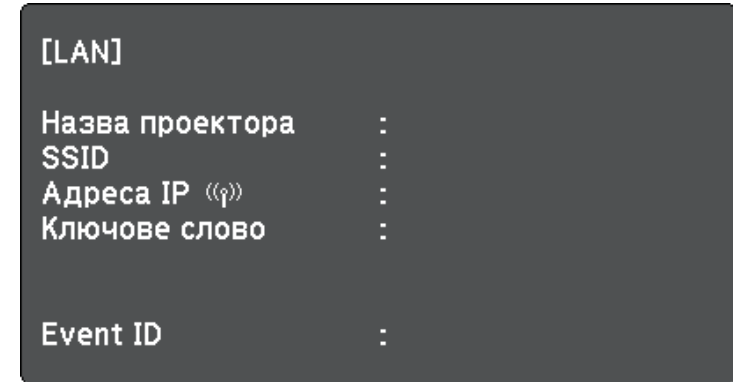 [LAN]
Назва проектора :
SSID :
Адреса IP :
Ключове слово :
Event ID :